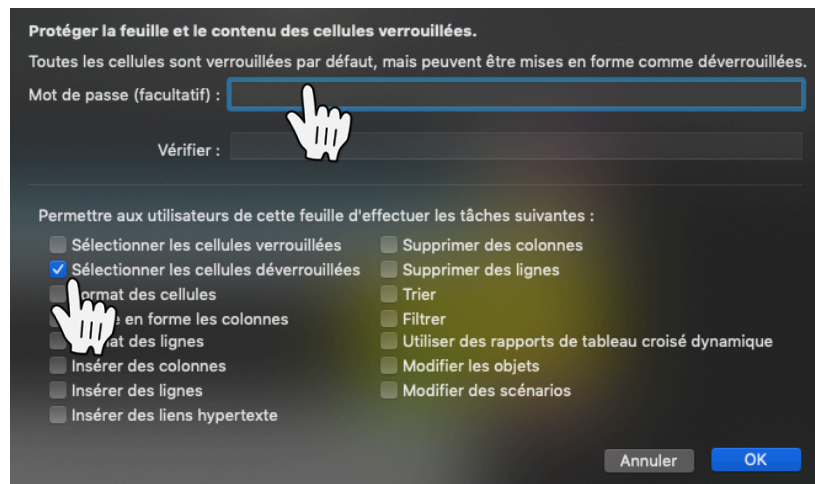 Protéger la feuille et le contenu des cellules verrouillées.
Toutes les cellules sont verrouillées par défaut, mais peuvent être mises en forme comme déverrouillées.
Mot de passe (facultatif) :
Vérifier :
Permettre aux utilisateurs de cette feuille d'effectuer les tâches suivantes :
Sélectionner les cellules verrouillées
Sélectionner les cellules déverrouillées
Format des cellules
en forme les colonnes
des lignes
Insérer des colonnes
Insérer des lignes
Insérer des liens hypertexte
Supprimer des colonnes
Supprimer des lignes
Trier
Filtrer
Utiliser des rapports de tableau croisé dynamique
Modifier les objets
Modifier des scénarios
Annuler
OK